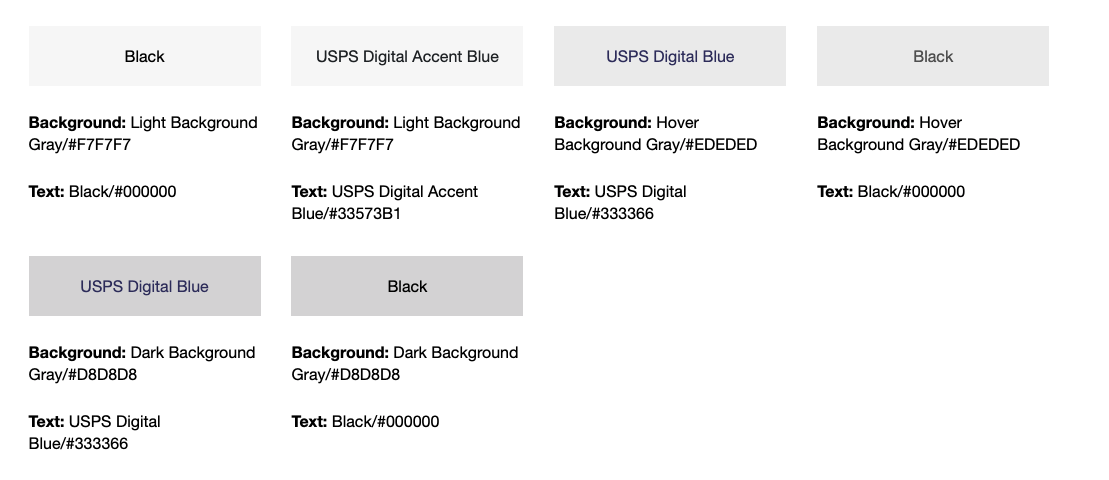 Black
USPS Digital Accent Blue
USPS Digital Blue
Black
Background: Light Background
Gray/#F7F7F7
Text: Black/#000000
Background: Light Background
Gray/#F7F7F7
Text: USPS Digital Accent
Blue/#33573B1
Background: Hover
Background Gray/#EDEDED
Text: USPS Digital
Blue/#333366
Background: Hover
Background Gray/#EDEDED
Text: Black/#000000
USPS Digital Blue
Black
Background: Dark Background
Gray/#D8D8D8
Text: USPS Digital
Blue/#333366
Background: Dark Background
Gray/#D8D8D8
Text: Black/#000000